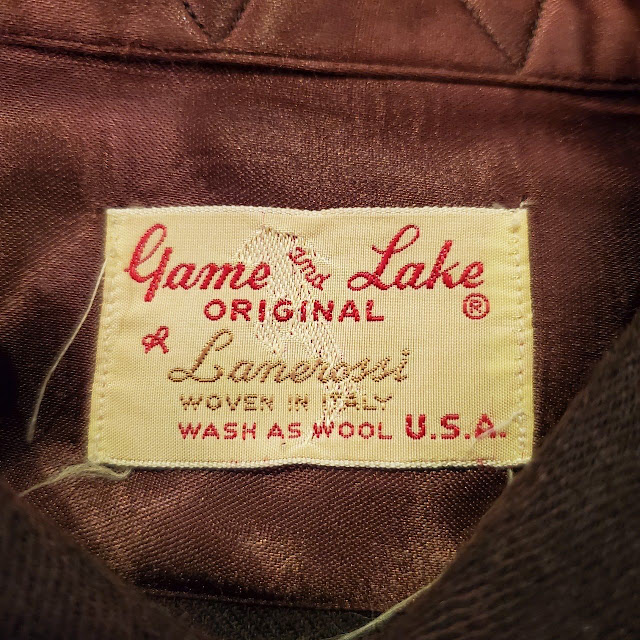 Game and Lake
ORIGINAL ®
Lanerossi
WOVEN IN ITALY
WASH AS WOOL U.S.A.